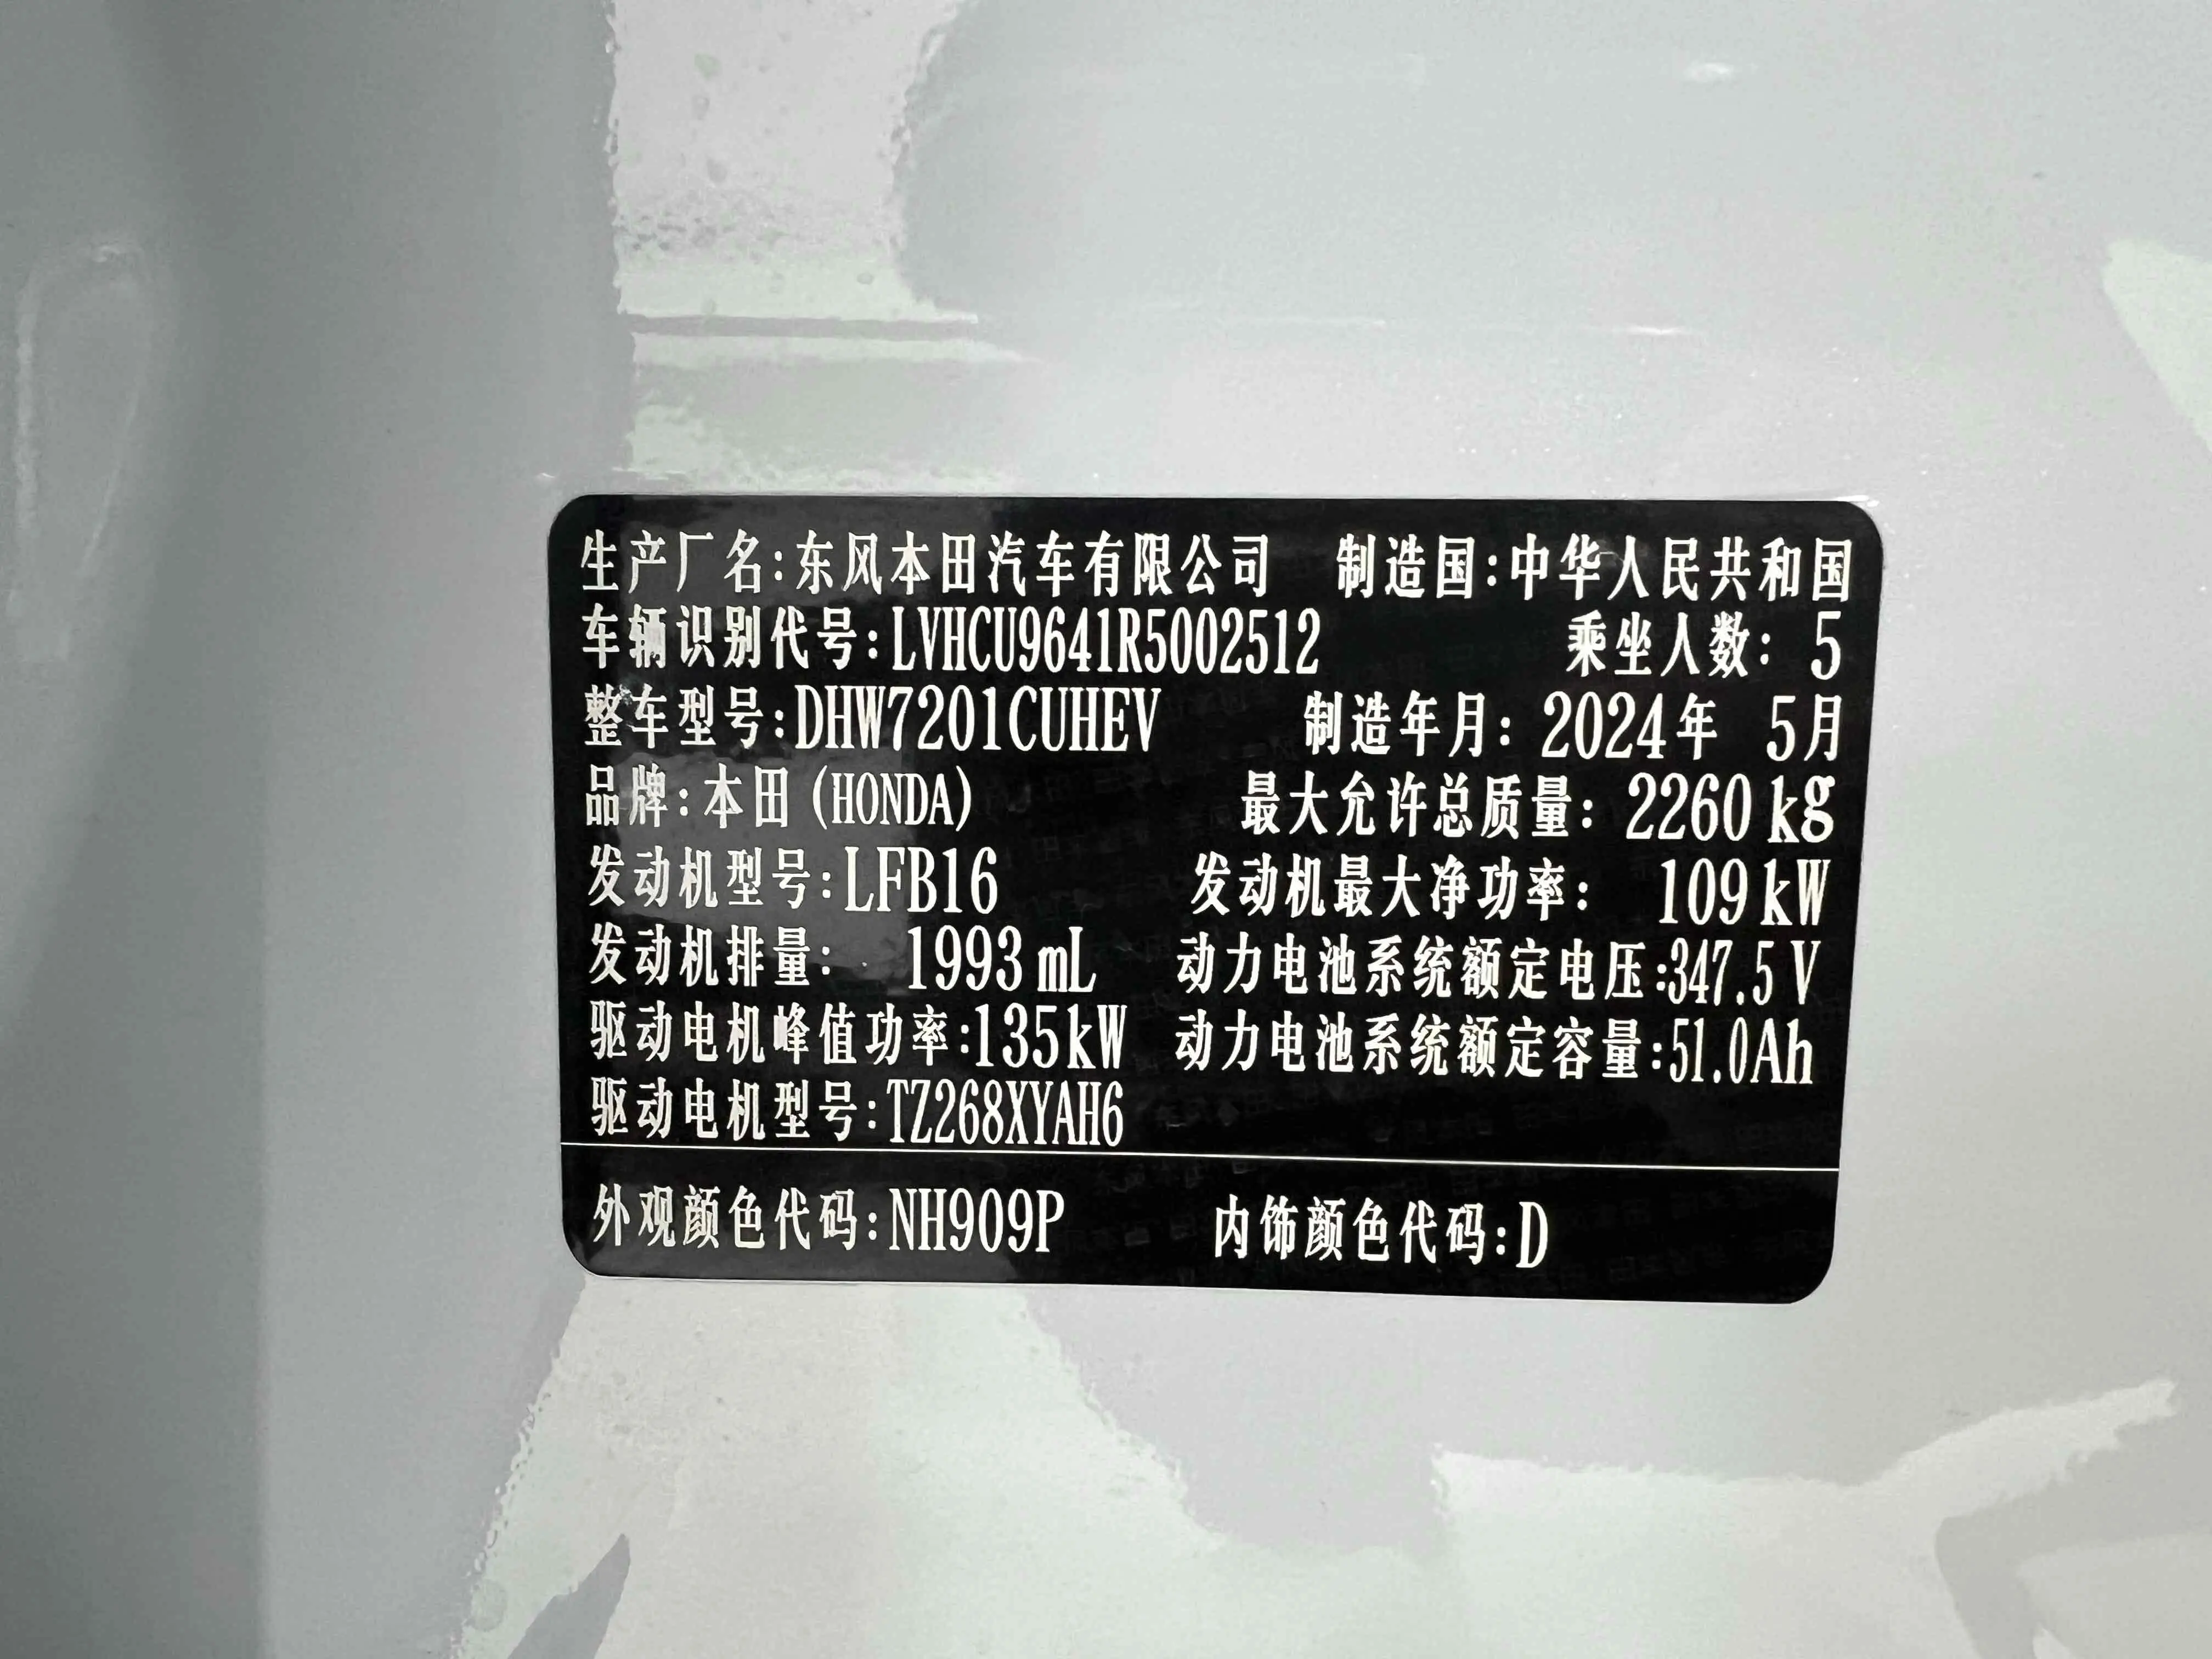 生产厂名:东风本田汽车有限公司 制造国:中华人民共和国
车辆识别代号:LVHCU9641R5002512 乘坐人数: 5
整车型号:DHW7201CUHEV 制造年月: 2024年 5月
品牌:本田(HONDA) 最大允许总质量: 2260 kg
发动机型号:LFB16 发动机最大净功率: 109 kW
发动机排量: 1993 mL 动力电池系统额定电压:347.5 V
驱动电机峰值功率:135kW 动力电池系统额定容量:51.0Ah
驱动电机型号:TZ268XYAH6
外观颜色代码:NH909P 内饰颜色代码:D